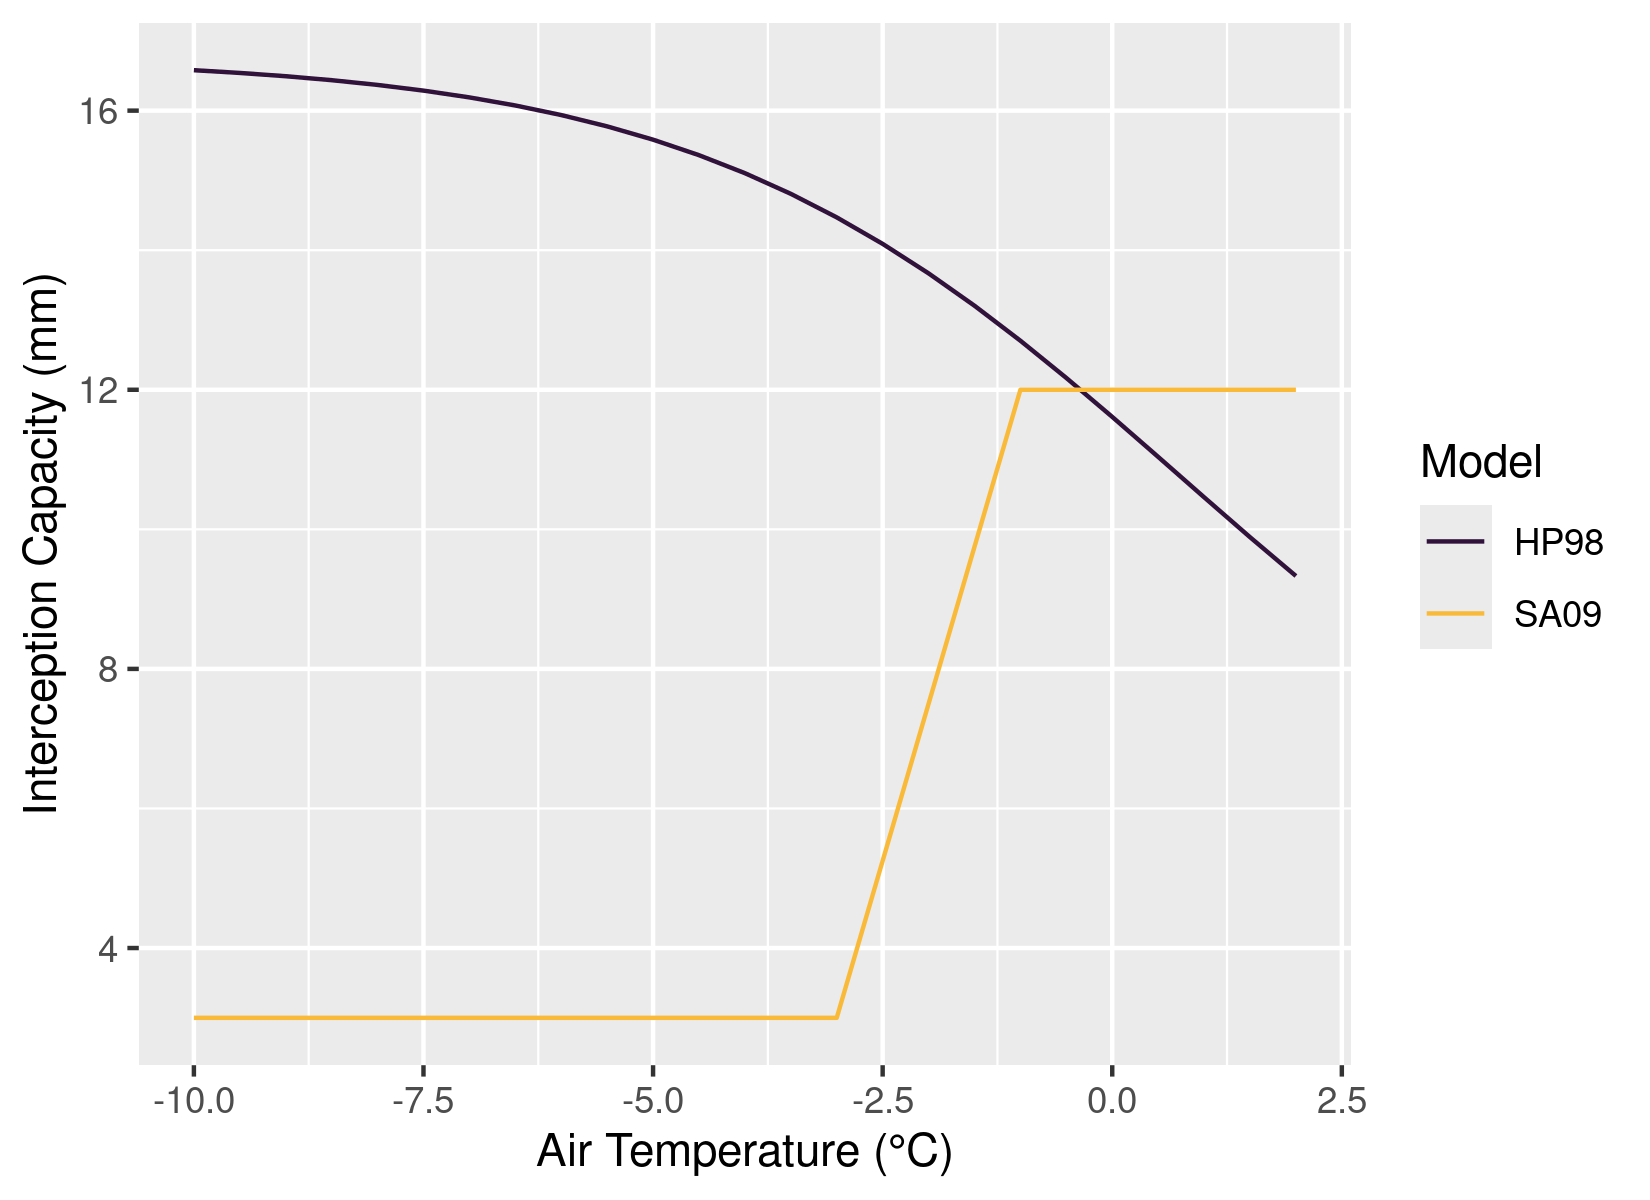 16
12
8
4
Interception Capacity (mm)
-10.0 -7.5 -5.0 -2.5 0.0 2.5
Air Temperature (°C)
Model
HP98
SA09